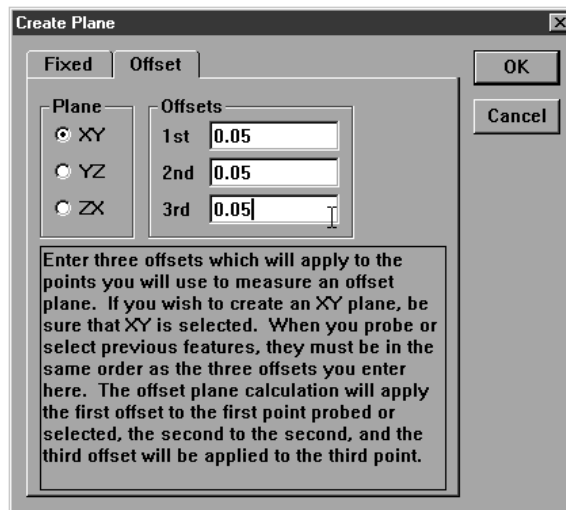 Create Plane
Fixed Offset
OK
Cancel
Plane
XY
YZ
ZX
Offsets
1st 0.05
2nd 0.05
3rd 0.05
Enter three offsets which will apply to the
points you will use to measure an offset
plane. If you wish to create an XY plane, be
sure that XY is selected. When you probe or
select previous features, they must be in the
same order as the three offsets you enter
here. The offset plane calculation will apply
the first offset to the first point probed or
selected, the second to the second, and the
third offset will be applied to the third point.